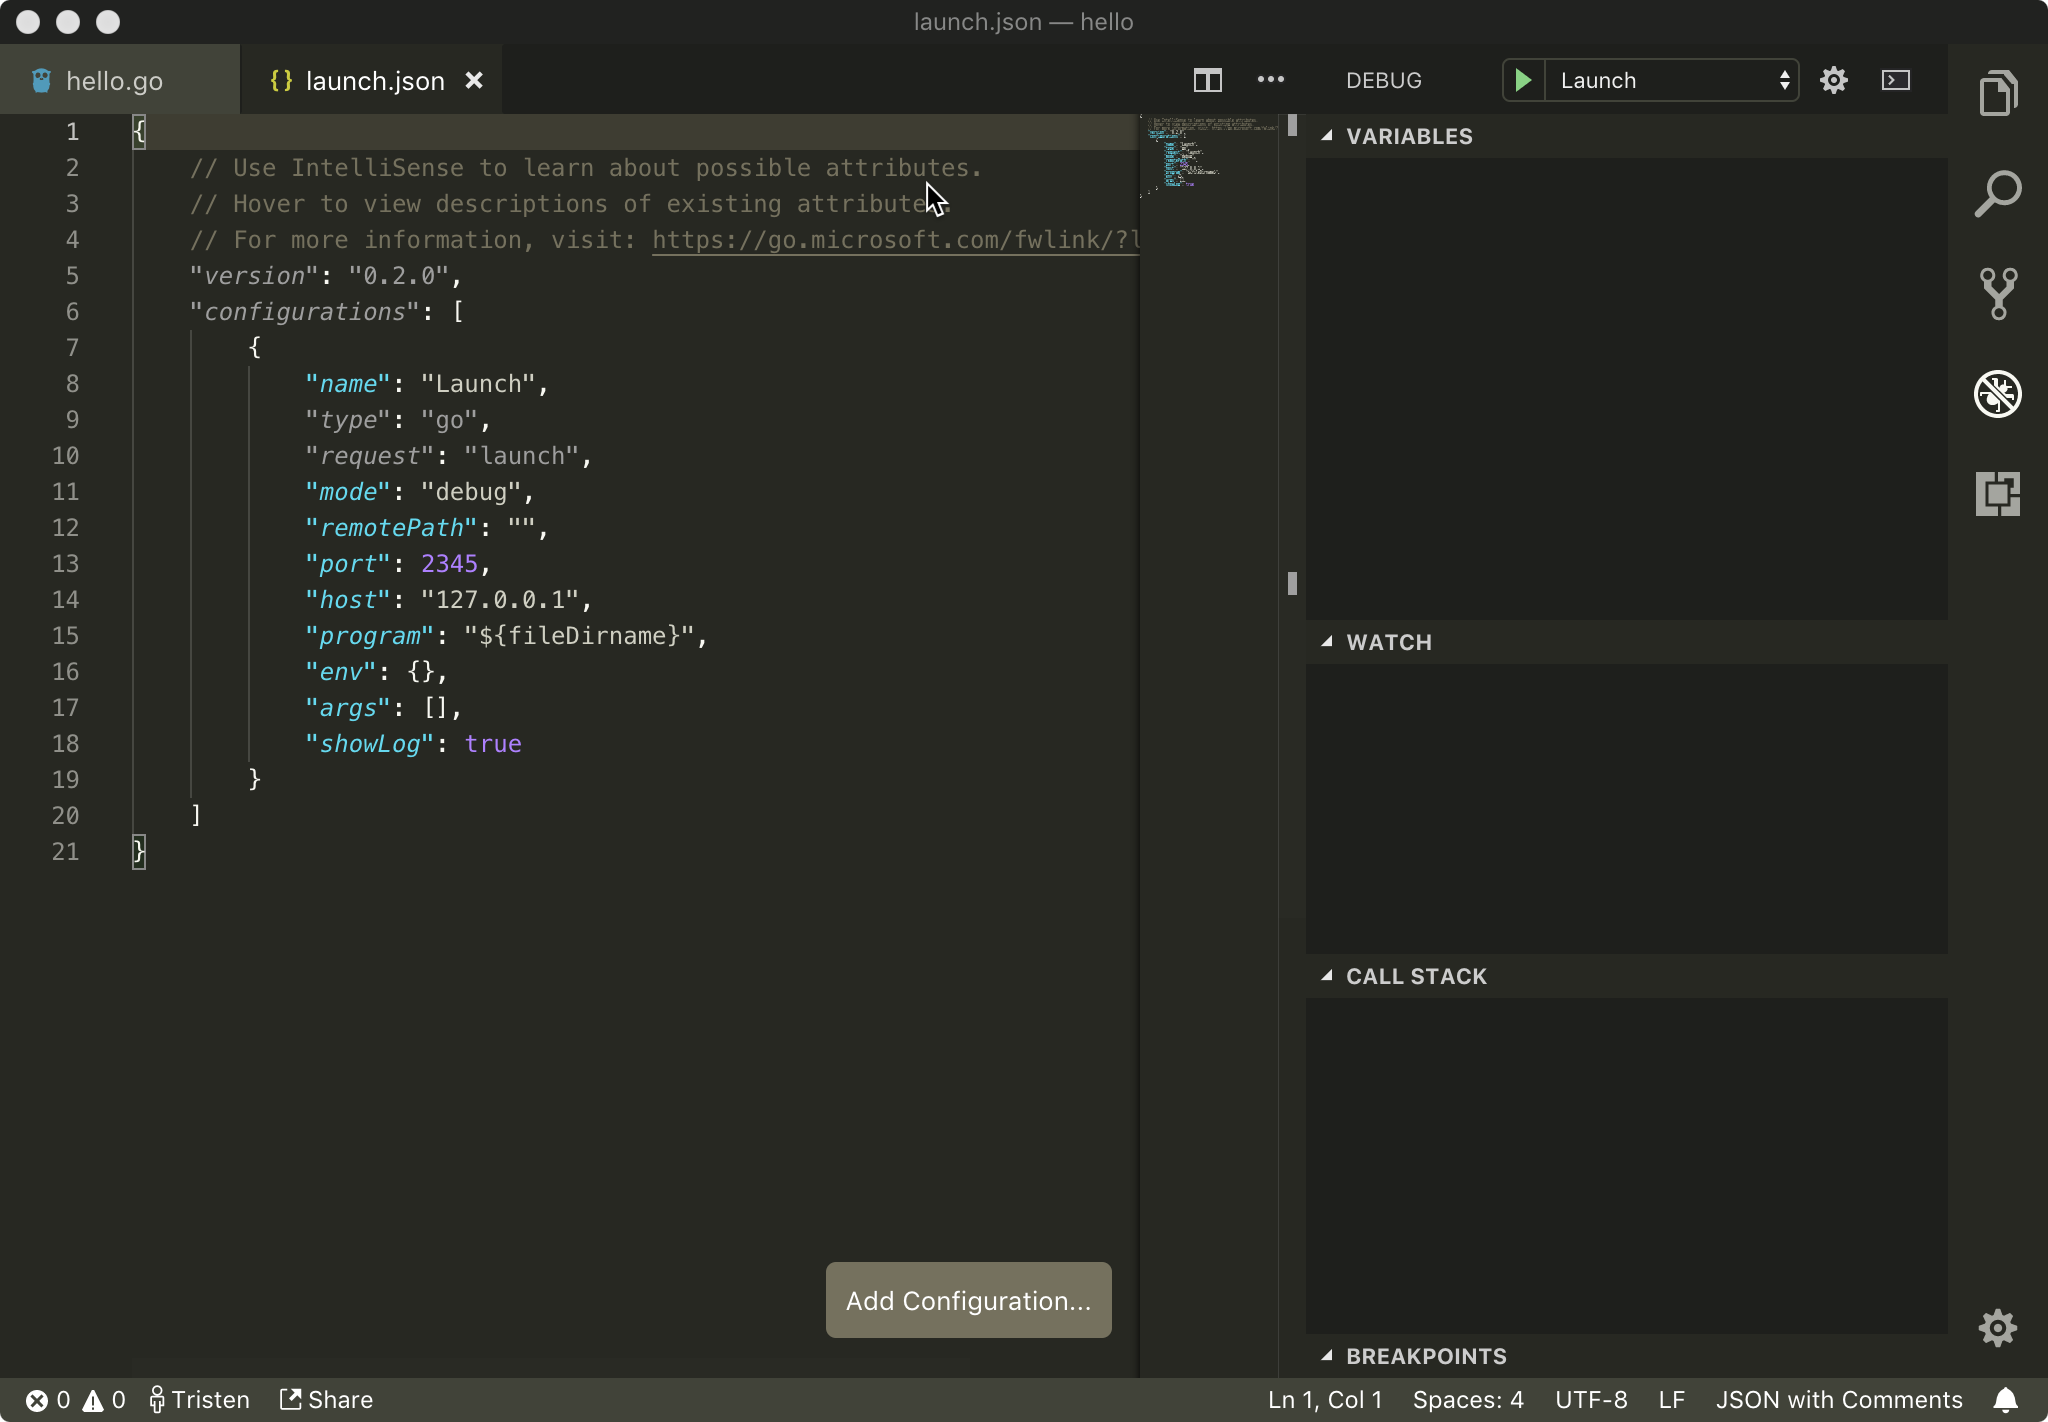 launch.json — hello
hello.go
{} launch.json
DEBUG
Launch
1 {
2 // Use IntelliSense to learn about possible attributes.
3 // Hover to view descriptions of existing attribute.
4 // For more information, visit: https://go.microsoft.com/fwlink/?l
5 "version": "0.2.0",
6 "configurations": [
7 {
8 "name": "Launch",
9 "type": "go",
10 "request": "launch",
11 "mode": "debug",
12 "remotePath": "",
13 "port": 2345,
14 "host": "127.0.0.1",
15 "program": "${fileDirname}",
16 "env": {},
17 "args": [],
18 "showLog": true
19 }
20 ]
21 }
Add Configuration...
VARIABLES
WATCH
CALL STACK
BREAKPOINTS
0 0 Tristen Share
Ln 1, Col 1 Spaces: 4 UTF-8 LF JSON with Comments